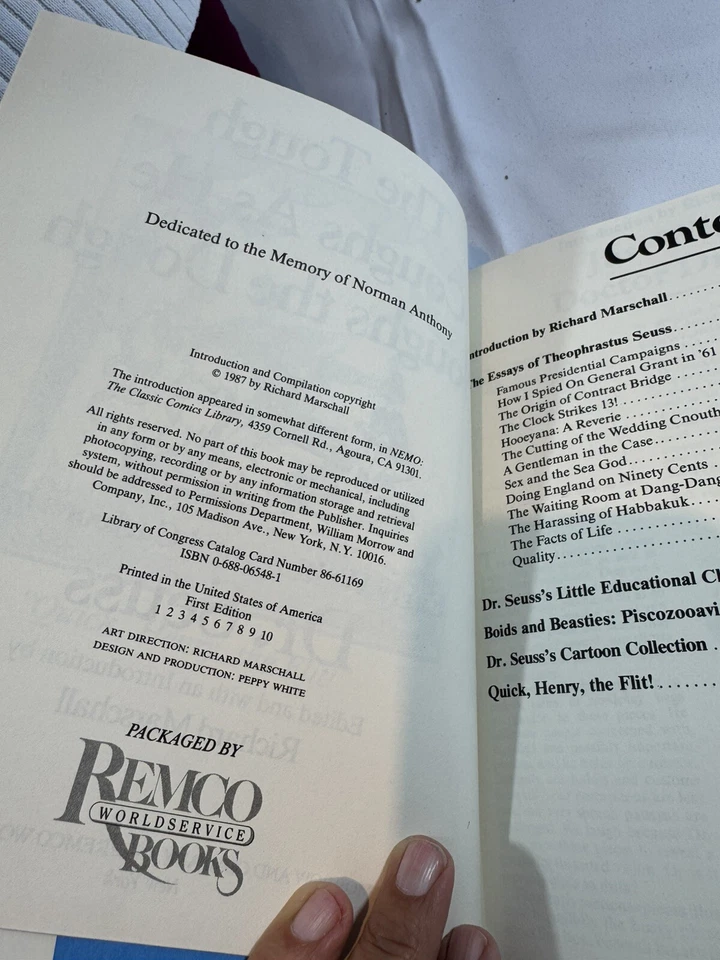 Dedicated to the Memory of Norman Anthony
Introduction and Compilation copyright
© 1987 by Richard Marschall
The introduction appeared in somewhat different form, in NEMO:
The Classic Comics Library, 4359 Cornell Rd., Agoura, CA 91301.
All rights reserved. No part of this book may be reproduced or utilized
in any form or by any means, electronic or mechanical, including
photocopying, recording or by any information storage and retrieval
system, without permission in writing from the Publisher. Inquiries
should be addressed to Permissions Department, William Morrow and
Company, Inc., 105 Madison Ave., New York, N.Y. 10016.
Library of Congress Catalog Card Number 86-61169
ISBN 0-688-06548-1
Printed in the United States of America
First Edition
1 2 3 4 5 6 7 8 9 10
ART DIRECTION: RICHARD MARSCHALL
DESIGN AND PRODUCTION: PEPPY WHITE
PACKAGED BY
REMCO
WORLDSERVICE
BOOKS
Conte
ntroduction by Richard Marschall
he Essays of Theophrastus Seuss
Famous Presidential Campaigns
How I Spied On General Grant in '61
The Origin of Contract Bridge
The Clock Strikes 13!
Hooeyana: A Reverie
The Cutting of the Wedding Cnouth
A Gentleman in the Case
Sex and the Sea God
Doing England on Ninety Cents
The Waiting Room at Dang-Dang
The Harassing of Habbakuk
The Facts of Life
Quality
Dr. Seuss's Little Educational Ch
Boids and Beasties: Piscozooavi
Dr. Seuss's Cartoon Collection
Quick, Henry, the Flit!